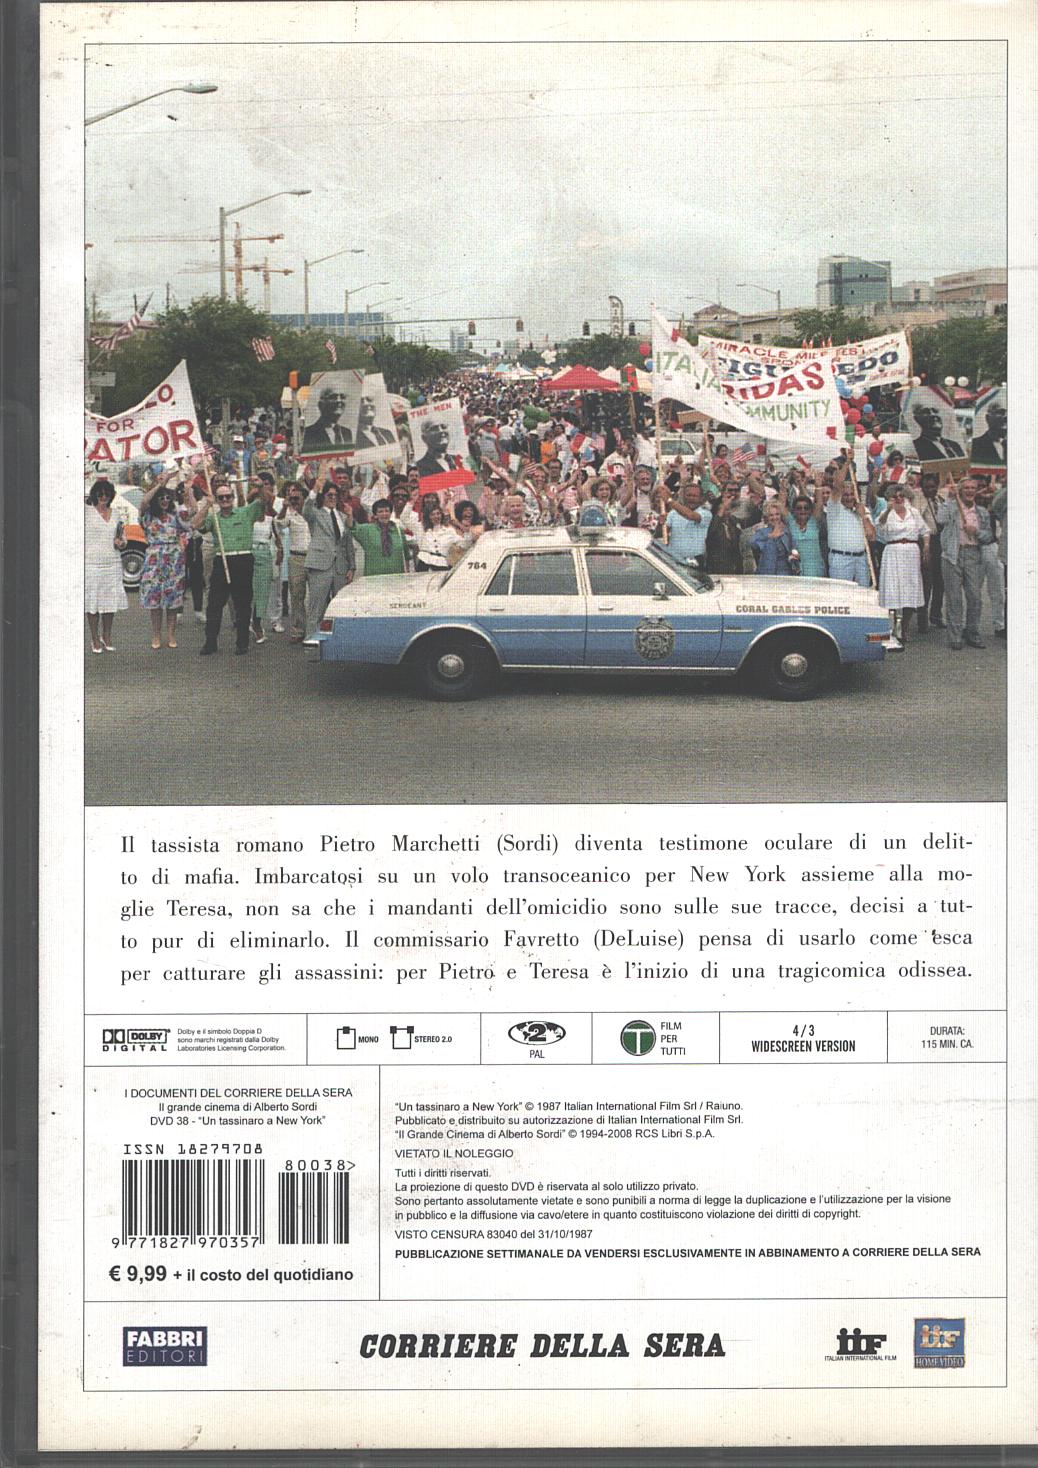 MIRACLE MILE FESTI
ITALIA
FOR
ATOR
THE MEN
RIDAS
COMMUNITY
784
SERGEANT
CORAL GABLES POLICE
Il tassista romano Pietro Marchetti (Sordi) diventa testimone oculare di un delit-
to di mafia. Imbarcatosi su un volo transoceanico per New York assieme alla mo-
glie Teresa, non sa che i mandanti dell'omicidio sono sulle sue tracce, decisi a tut-
to pur di eliminarlo. Il commissario Favretto (DeLuise) pensa di usarlo come esca
per catturare gli assassini: per Pietro e Teresa è l'inizio di una tragicomica odissea.
DOLBY
DIGITAL
Dolby e il simbolo Doppia D
sono marchi registrati dalla Dolby
Laboratories Licensing Corporation.
MONO
STEREO 2.0
2
PAL
T
FILM
PER
TUTTI
4/3
WIDESCREEN VERSION
DURATA:
115 MIN. CA.
I DOCUMENTI DEL CORRIERE DELLA SERA
Il grande cinema di Alberto Sordi
DVD 38 - “Un tassinaro a New York”
ISSN 18279708
80038>
9 771827 970357
€ 9,99 + il costo del quotidiano
“Un tassinaro a New York” © 1987 Italian International Film Srl / Raiuno.
Pubblicato e distribuito su autorizzazione di Italian International Film Srl.
“Il Grande Cinema di Alberto Sordi” © 1994-2008 RCS Libri S.p.A.
VIETATO IL NOLEGGIO
Tutti i diritti riservati.
La proiezione di questo DVD è riservata al solo utilizzo privato.
Sono pertanto assolutamente vietate e sono punibili a norma di legge la duplicazione e l'utilizzazione per la visione
in pubblico e la diffusione via cavo/etere in quanto costituiscono violazione dei diritti di copyright.
VISTO CENSURA 83040 del 31/10/1987
PUBBLICAZIONE SETTIMANALE DA VENDERSI ESCLUSIVAMENTE IN ABBINAMENTO A CORRIERE DELLA SERA
FABBRI
EDITORI
CORRIERE DELLA SERA
iif
ITALIAN INTERNATIONAL FILM
iif
HOME VIDEO